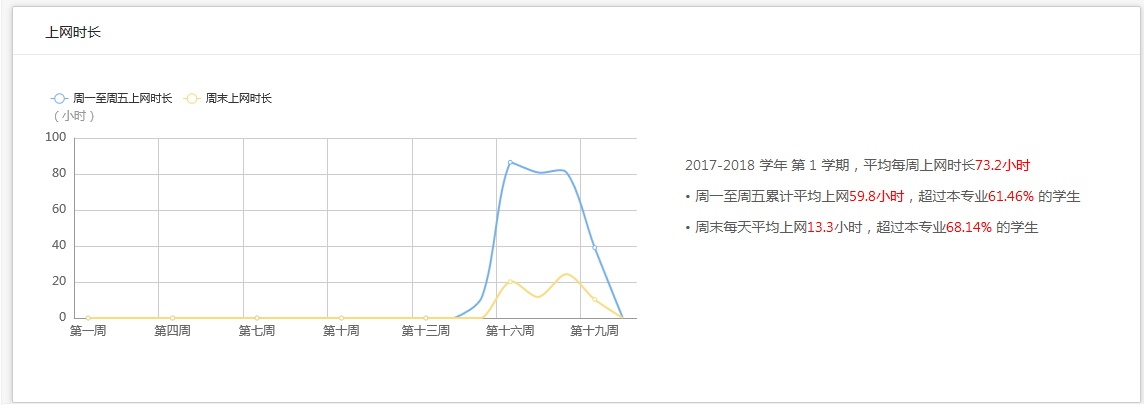 上网时长
周一至周五上网时长 周末上网时长
（小时）
100
80
60
40
20
0
第一周 第四周 第七周 第十周 第十三周 第十六周 第十九周
2017-2018 学年 第 1 学期，平均每周上网时长73.2小时
• 周一至周五累计平均上网59.8小时，超过本专业61.46% 的学生
• 周末每天平均上网13.3小时，超过本专业68.14% 的学生